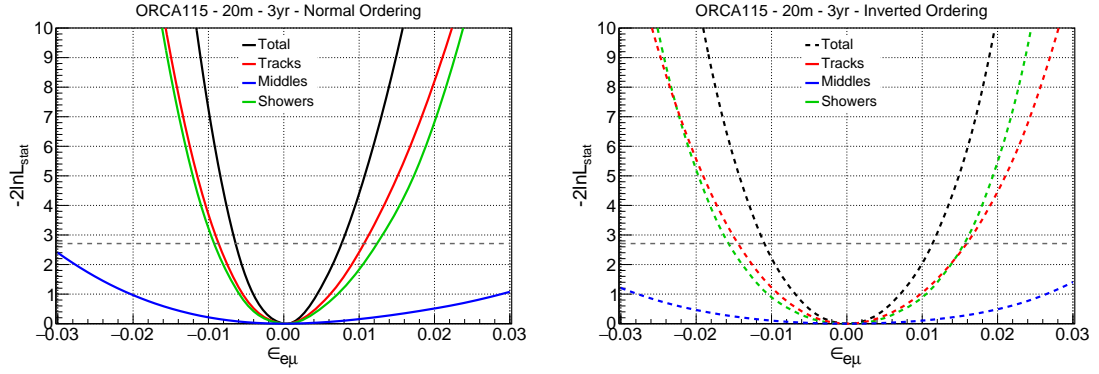 ORCA115 - 20m - 3yr - Normal Ordering
-2lnL_stat
10
9
8
7
6
5
4
3
2
1
0
Total
Tracks
Middles
Showers
−0.03 −0.02 −0.01 0.00 0.01 0.02 0.03
∈eμ
ORCA115 - 20m - 3yr - Inverted Ordering
-2lnL_stat
10
9
8
7
6
5
4
3
2
1
0
Total
Tracks
Middles
Showers
−0.03 −0.02 −0.01 0.00 0.01 0.02 0.03
∈eμ